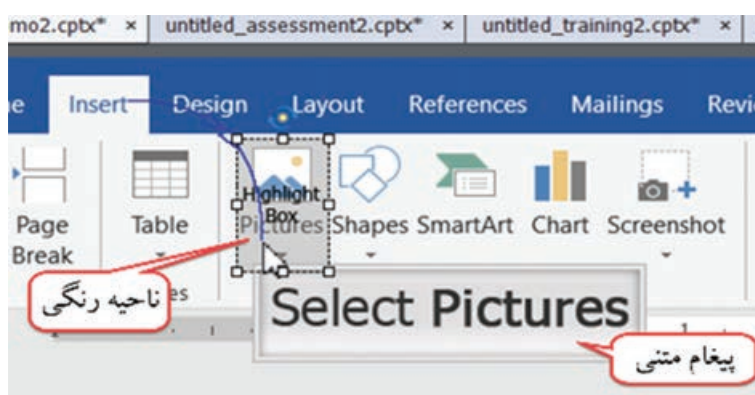 mo2.cptx* × untitled_assessment2.cptx* × untitled_training2.cptx* ×
Insert Design Layout References Mailings
Highlight
Box
Page
Break
Table Pictures Shapes SmartArt Chart Screenshot
ناحیه رنگی
Select Pictures
پیغام متنی